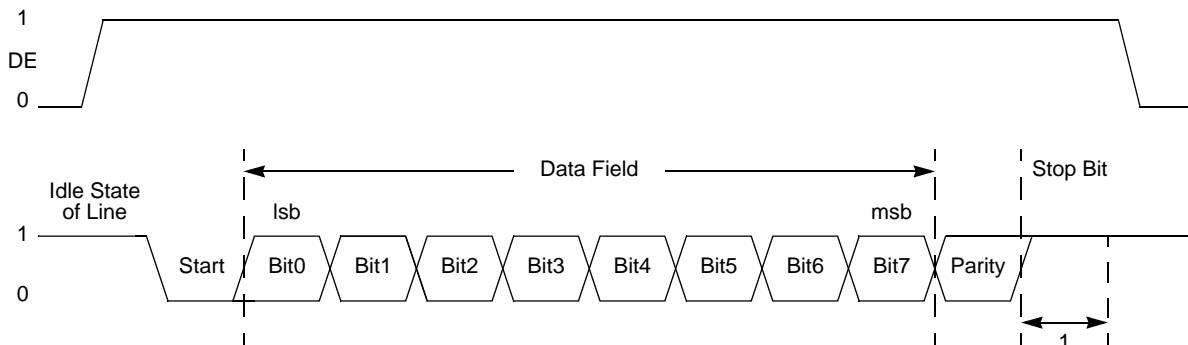 1
DE
0
Data Field
Stop Bit
Idle State
of Line
lsb
msb
1
Start
Bit0
Bit1
Bit2
Bit3
Bit4
Bit5
Bit6
Bit7
Parity
0
1